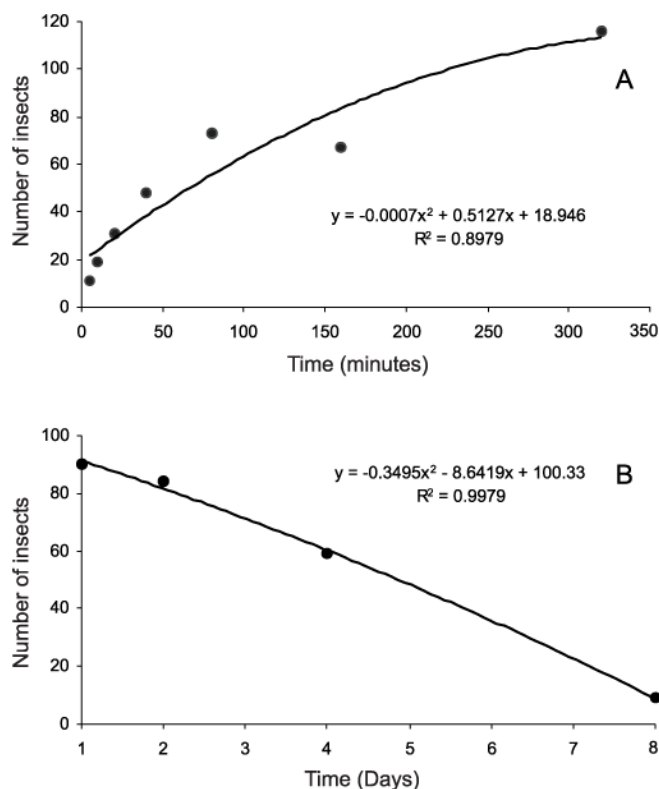 120
100
80
60
40
20
0
Number of insects
A
y = -0.0007x² + 0.5127x + 18.946
R² = 0.8979
0 50 100 150 200 250 300 350
Time (minutes)
100
80
60
40
20
0
Number of insects
B
y = -0.3495x² - 8.6419x + 100.33
R² = 0.9979
1 2 3 4 5 6 7 8
Time (Days)